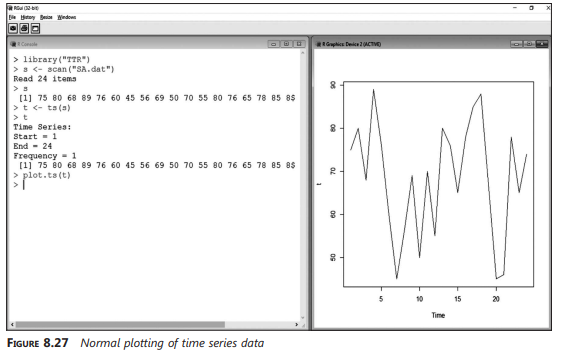 RGui (32-bit)
File History Resize Windows
R Console
> library("TTR")
> s <- scan("SA.dat")
Read 24 items
> s
[1] 75 80 68 89 76 60 45 56 69 50 70 55 80 76 65 78 85 8$
> t <- ts(s)
> t
Time Series:
Start = 1
End = 24
Frequency = 1
[1] 75 80 68 89 76 60 45 56 69 50 70 55 80 76 65 78 85 8$
> plot.ts(t)
>
R Graphics: Device 2 (ACTIVE)
90
80
70
60
50
t
5 10 15 20
Time
FIGURE 8.27 Normal plotting of time series data